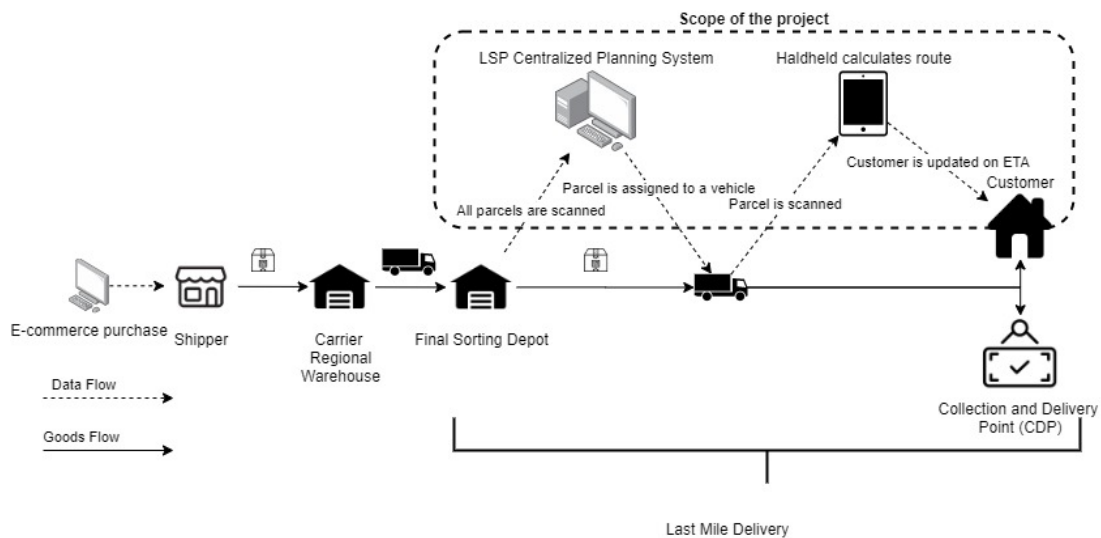 Scope of the project
LSP Centralized Planning System
Haldheld calculates route
Customer is updated on ETA
Parcel is assigned to a vehicle
Customer
All parcels are scanned
Parcel is scanned
E-commerce purchase
Shipper
Carrier
Regional
Warehouse
Final Sorting Depot
Data Flow
Goods Flow
Collection and Delivery
Point (CDP)
Last Mile Delivery